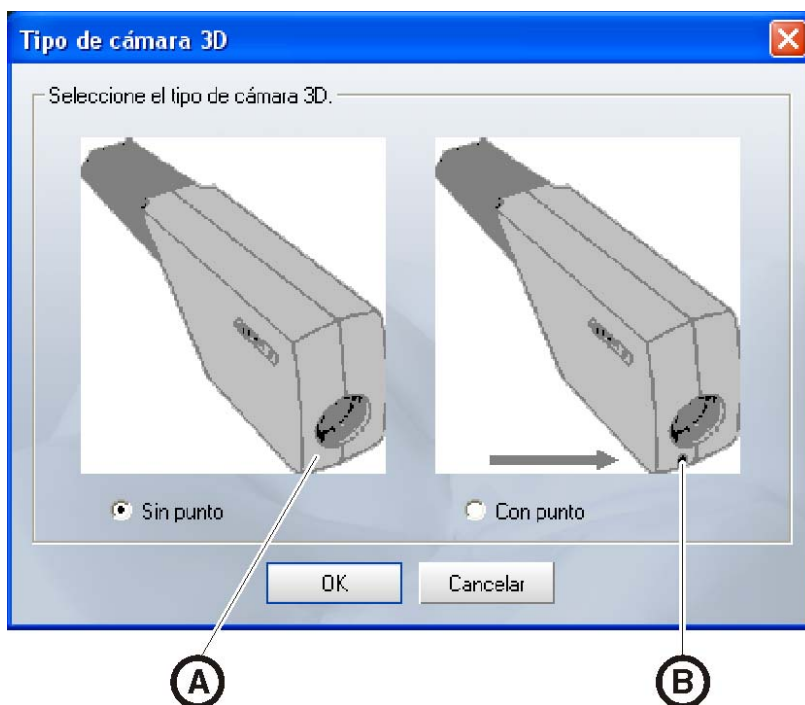 Tipo de cámara 3D
Seleccione el tipo de cámara 3D.
Sin punto
Con punto
OK
Cancelar
A
B